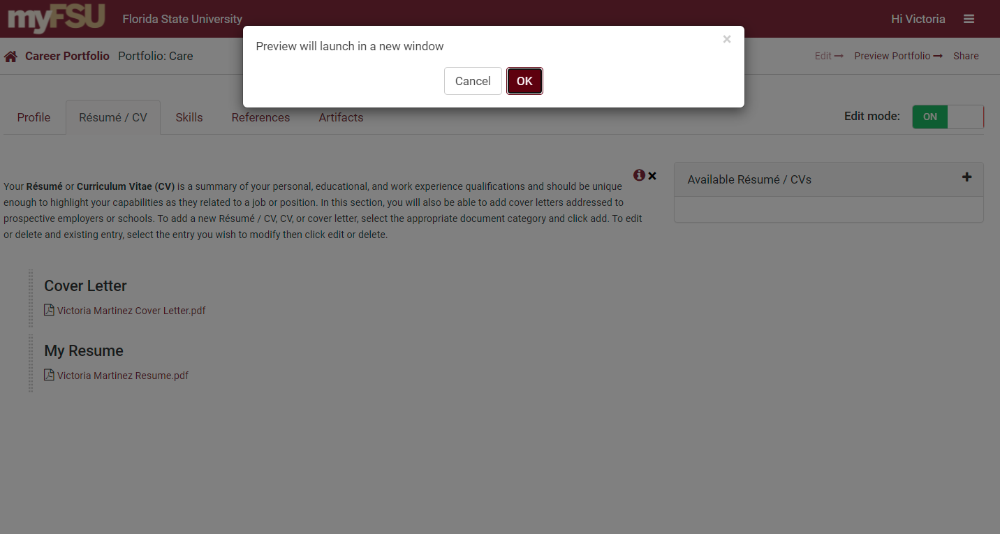 myFSU Florida State University Hi Victoria
Preview will launch in a new window ×
Cancel OK
Career Portfolio Portfolio: Care Edit Preview Portfolio Share
Profile Résumé / CV Skills References Artifacts Edit mode: ON
Your Résumé or Curriculum Vitae (CV) is a summary of your personal, educational, and work experience qualifications and should be unique
enough to highlight your capabilities as they related to a job or position. In this section, you will also be able to add cover letters addressed to
prospective employers or schools. To add a new Résumé / CV, CV, or cover letter, select the appropriate document category and click add. To edit
or delete and existing entry, select the entry you wish to modify then click edit or delete.
Available Résumé / CVs
Cover Letter
Victoria Martinez Cover Letter.pdf
My Resume
Victoria Martinez Resume.pdf